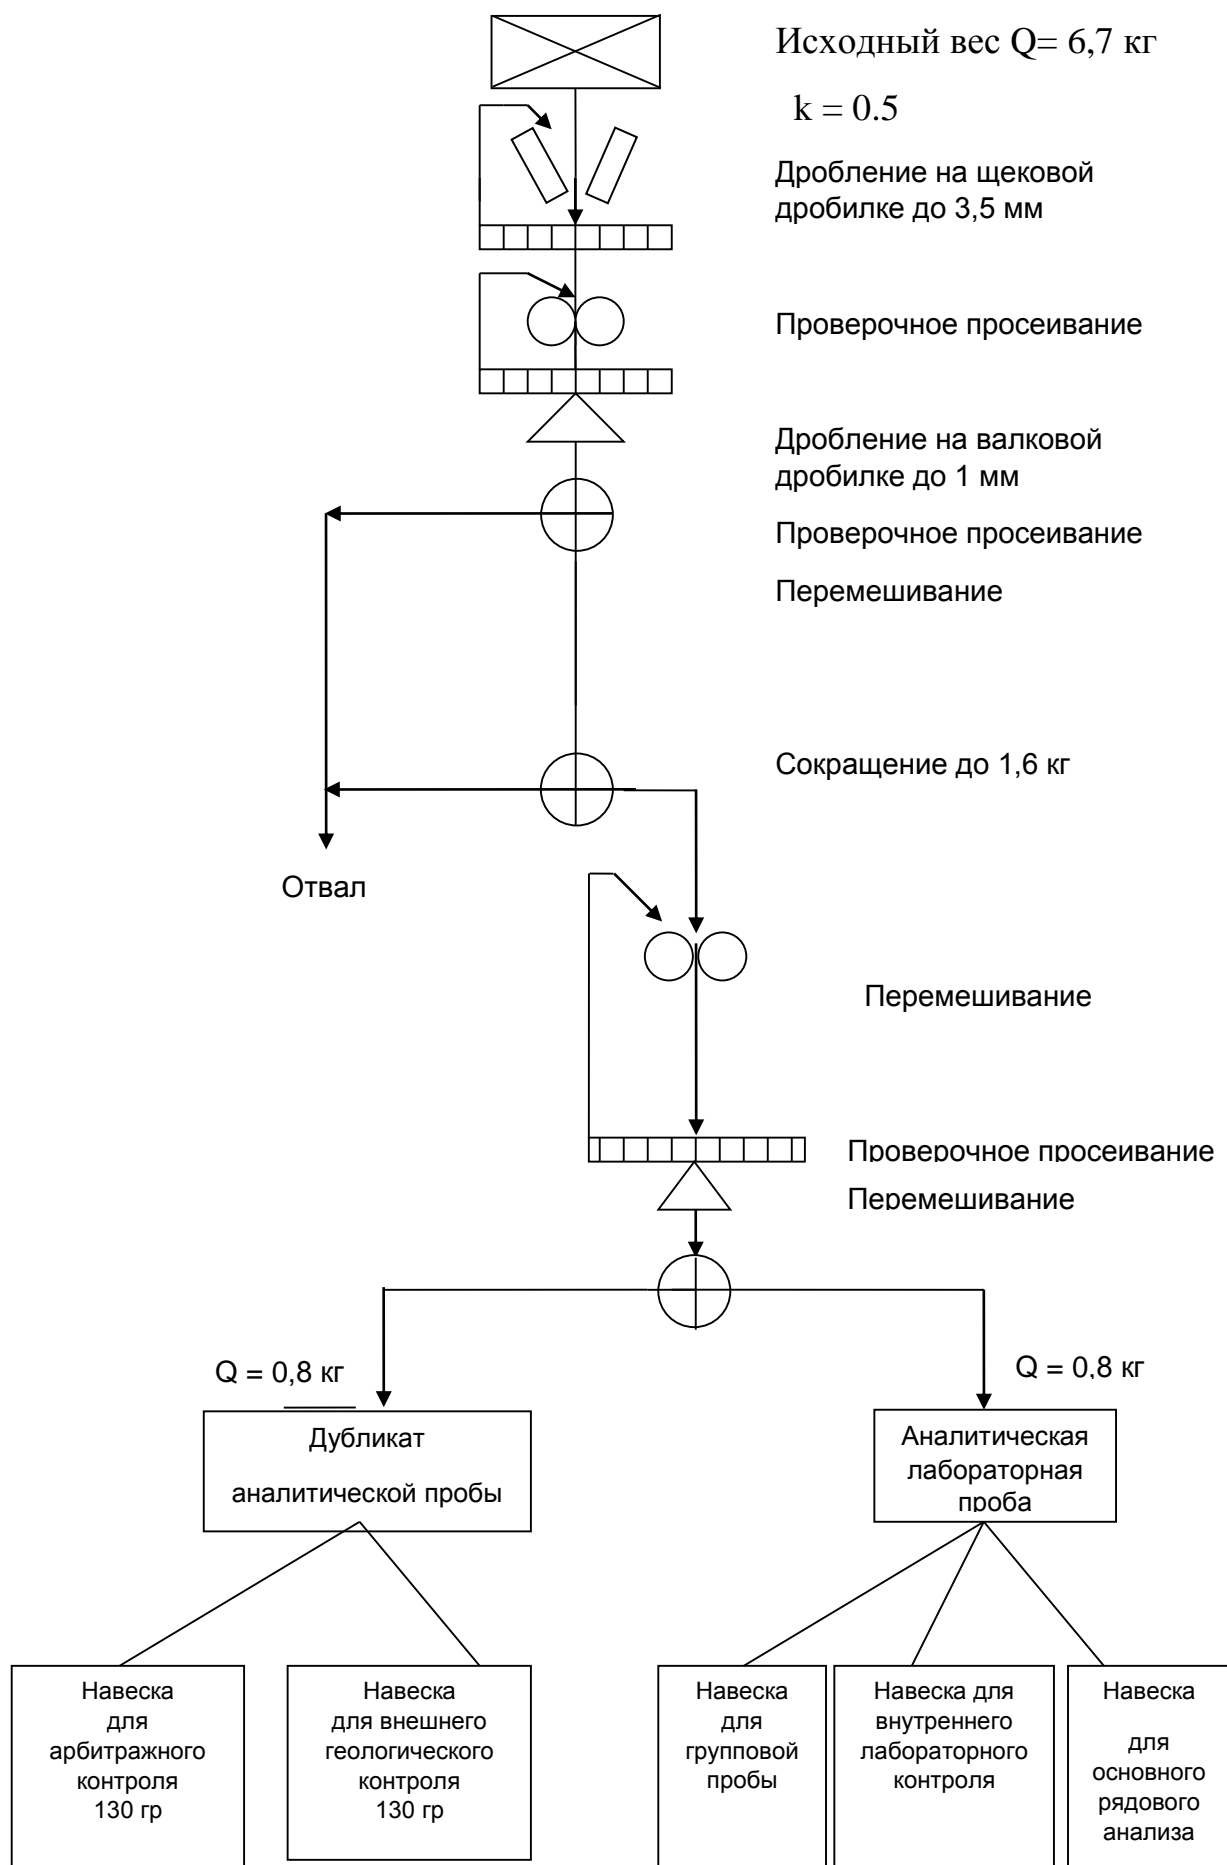 Исходный вес Q= 6,7 кг
k = 0.5
Дробление на щековой
дробилке до 3,5 мм
Проверочное просеивание
Дробление на валковой
дробилке до 1 мм
Проверочное просеивание
Перемешивание
Сокращение до 1,6 кг
Отвал
Перемешивание
Проверочное просеивание
Перемешивание
Q = 0,8 кг
Дубликат
аналитической пробы
Q = 0,8 кг
Аналитическая
лабораторная
проба
Навеска
для
арбитражного
контроля
130 гр
Навеска
для внешнего
геологического
контроля
130 гр
Навеска
для
групповой
пробы
Навеска для
внутреннего
лабораторного
контроля
Навеска
для
основного
рядового
анализа